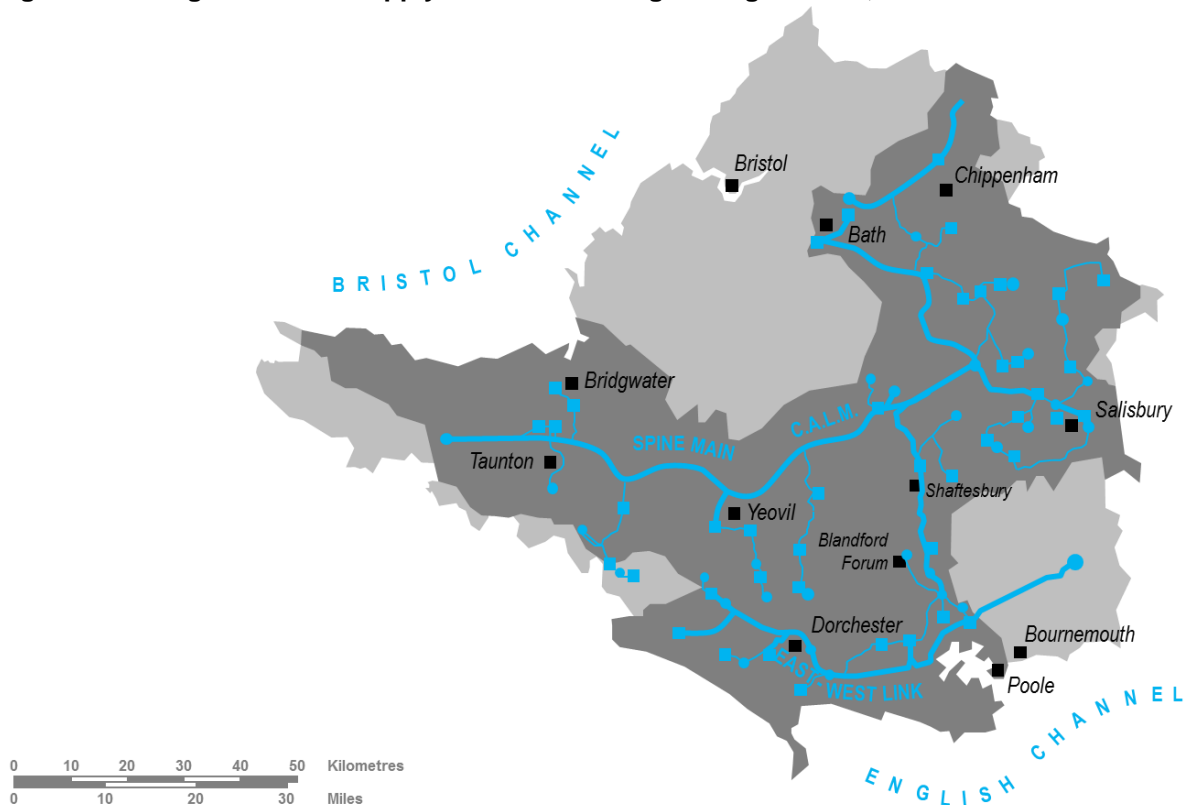 BRISTOL CHANNEL
Bristol
Chippenham
Bath
Bridgwater
C.A.L.M.
Salisbury
SPINE MAIN
Taunton
Shaftesbury
Yeovil
Blandford
Forum
Dorchester
Bournemouth
EAST-WEST LINK
Poole
ENGLISH CHANNEL
0 10 20 30 40 50 Kilometres
0 10 20 30 Miles